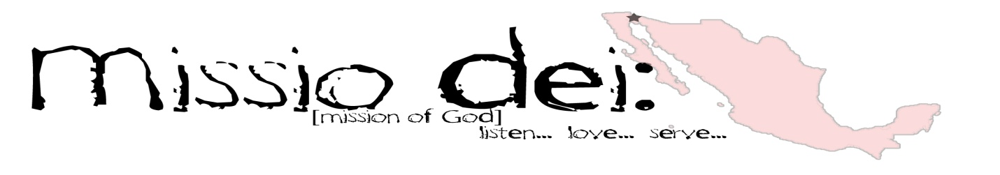 missio dei:
[mission of God]
listen... love... serve...